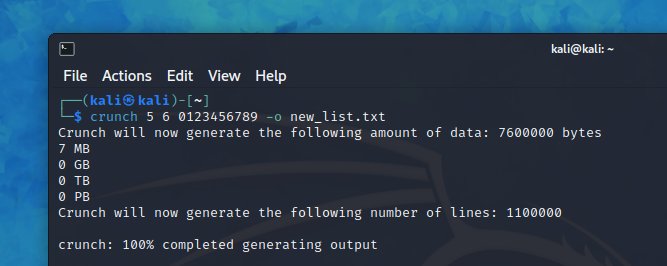 kali@kali: ~
File Actions Edit View Help
┌──(kali㉿kali)-[~]
└─$ crunch 5 6 0123456789 -o new_list.txt
Crunch will now generate the following amount of data: 7600000 bytes
7 MB
0 GB
0 TB
0 PB
Crunch will now generate the following number of lines: 1100000
crunch: 100% completed generating output